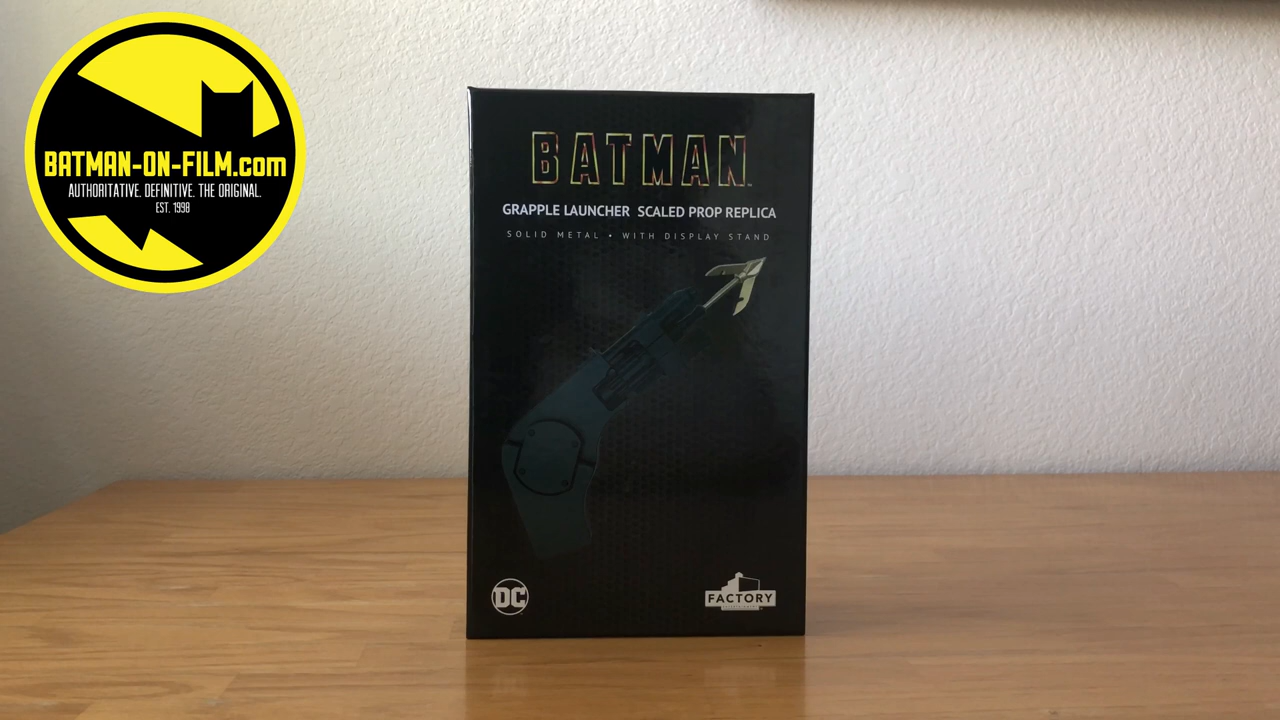 BATMAN-ON-FILM.com
AUTHORITATIVE. DEFINITIVE. THE ORIGINAL.
EST. 1998
BATMAN
GRAPPLE LAUNCHER SCALED PROP REPLICA
SOLID METAL • WITH DISPLAY STAND
DC
FACTORY